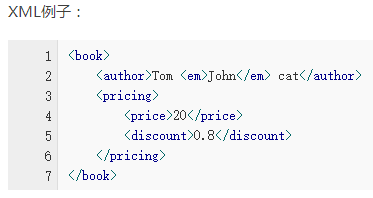 XML例子：
1 <book>
2     <author>Tom <em>John</em> cat</author>
3     <pricing>
4         <price>20</price>
5         <discount>0.8</discount>
6     </pricing>
7 </book>